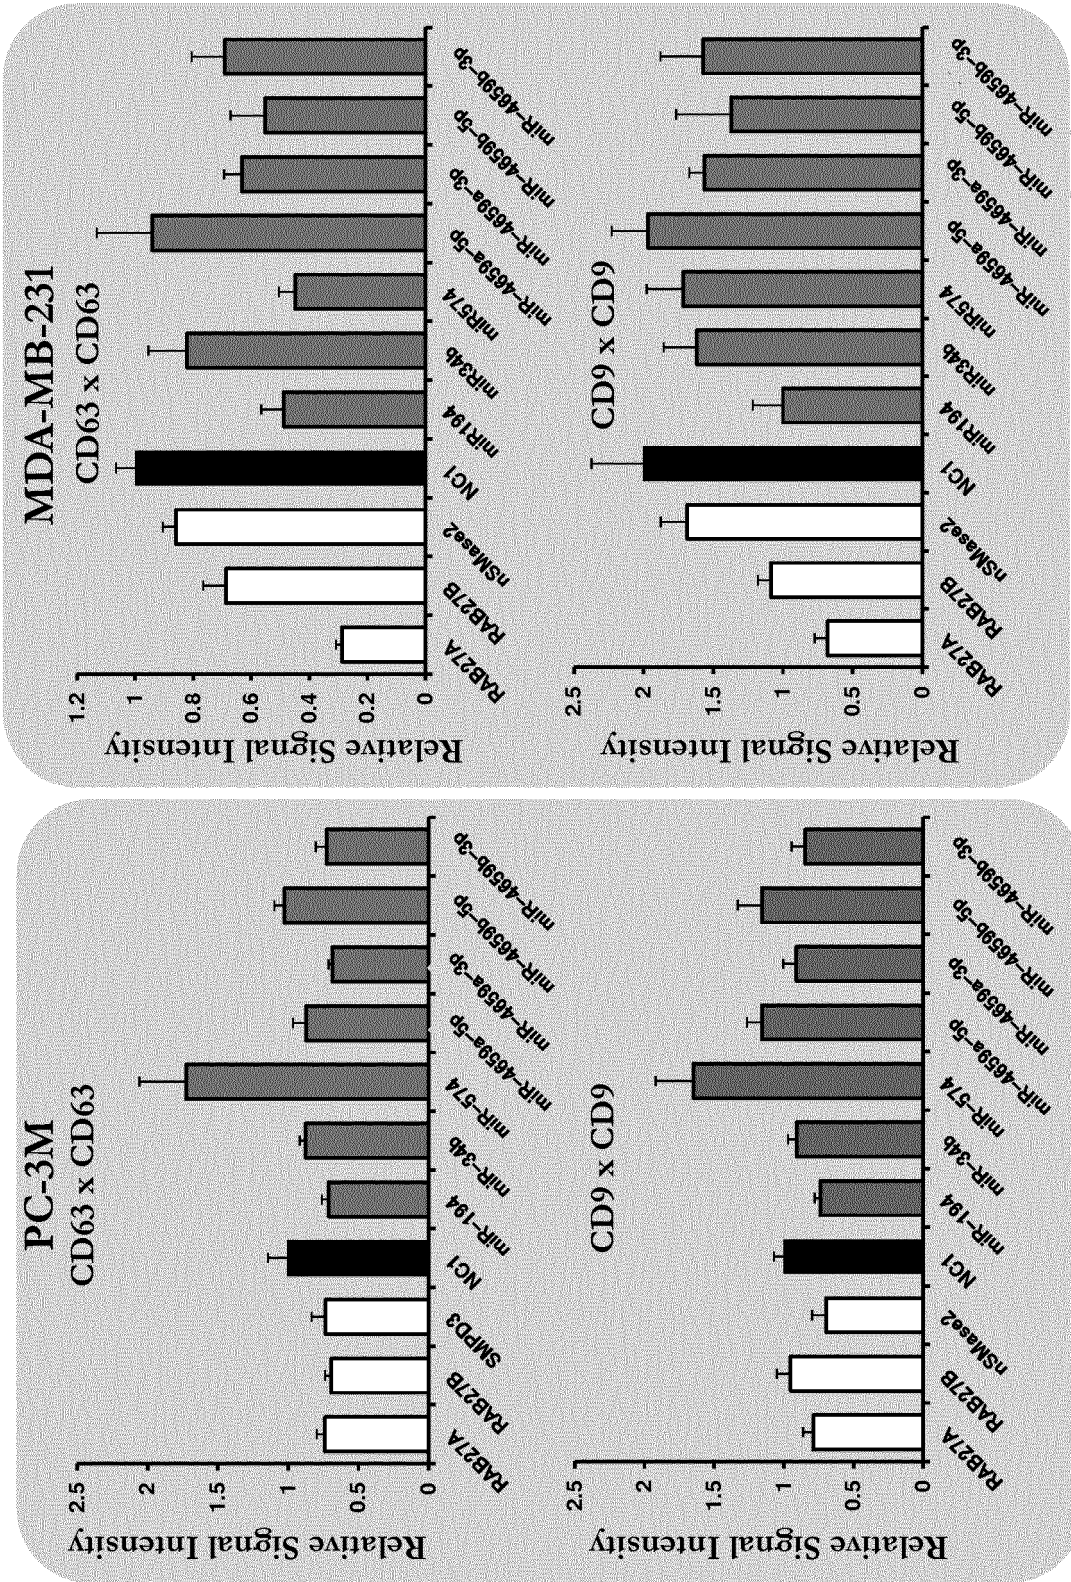 PC-3M
CD63 x CD63
Relative Signal Intensity
2.5
2
1.5
1
0.5
0
RAB27A
RAB27B
SMPD3
NC1
miR-194
miR-34b
miR-574
miR-4659a-5p
miR-4659a-3p
miR-4659b-5p
miR-4659b-3p
CD9 x CD9
Relative Signal Intensity
2.5
2
1.5
1
0.5
0
RAB27A
RAB27B
nSMase2
NC1
miR-194
miR-34b
miR-574
miR-4659a-5p
miR-4659a-3p
miR-4659b-5p
miR-4659b-3p
MDA-MB-231
CD63 x CD63
Relative Signal Intensity
1.2
1
0.8
0.6
0.4
0.2
0
RAB27A
RAB27B
nSMase2
NC1
miR194
miR34b
miR574
miR-4659a-5p
miR-4659a-3p
miR-4659b-5p
miR-4659b-3p
CD9 x CD9
Relative Signal Intensity
2.5
2
1.5
1
0.5
0
RAB27A
RAB27B
nSMase2
NC1
miR194
miR34b
miR574
miR-4659a-5p
miR-4659a-3p
miR-4659b-5p
miR-4659b-3p